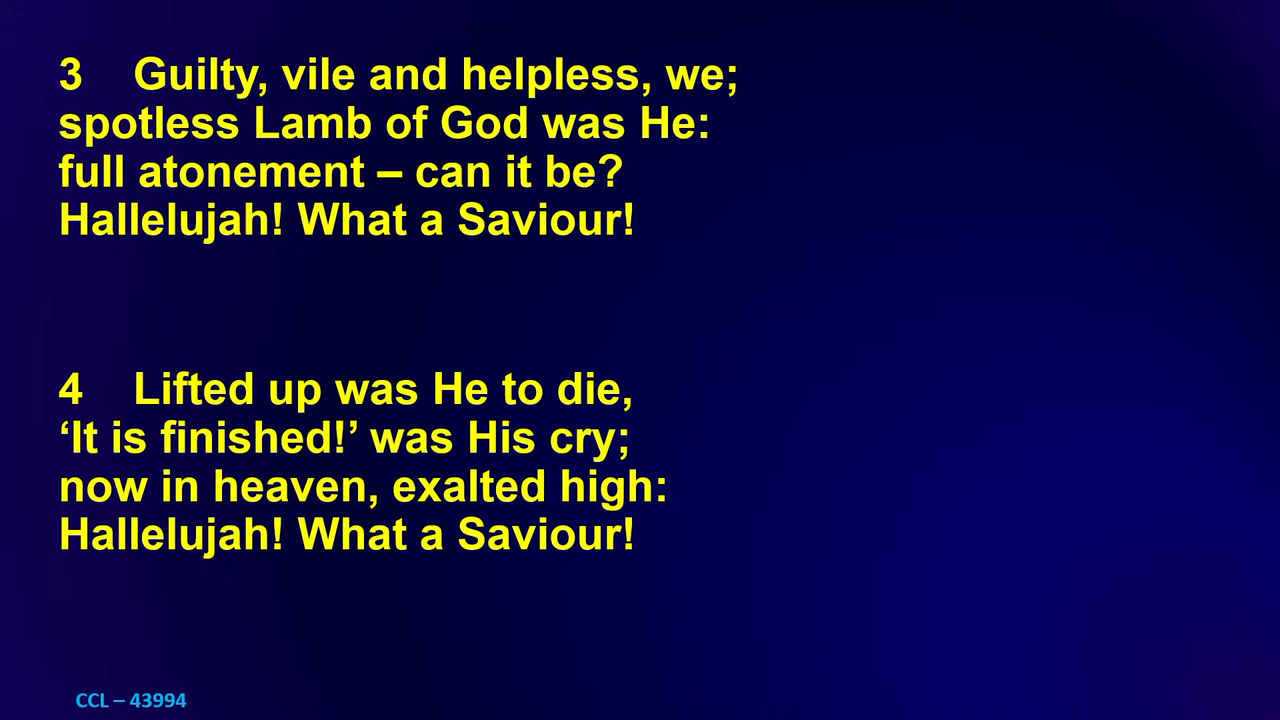 3 Guilty, vile and helpless, we;
spotless Lamb of God was He:
full atonement – can it be?
Hallelujah! What a Saviour!
4 Lifted up was He to die,
‘It is finished!’ was His cry;
now in heaven, exalted high:
Hallelujah! What a Saviour!
CCL – 43994